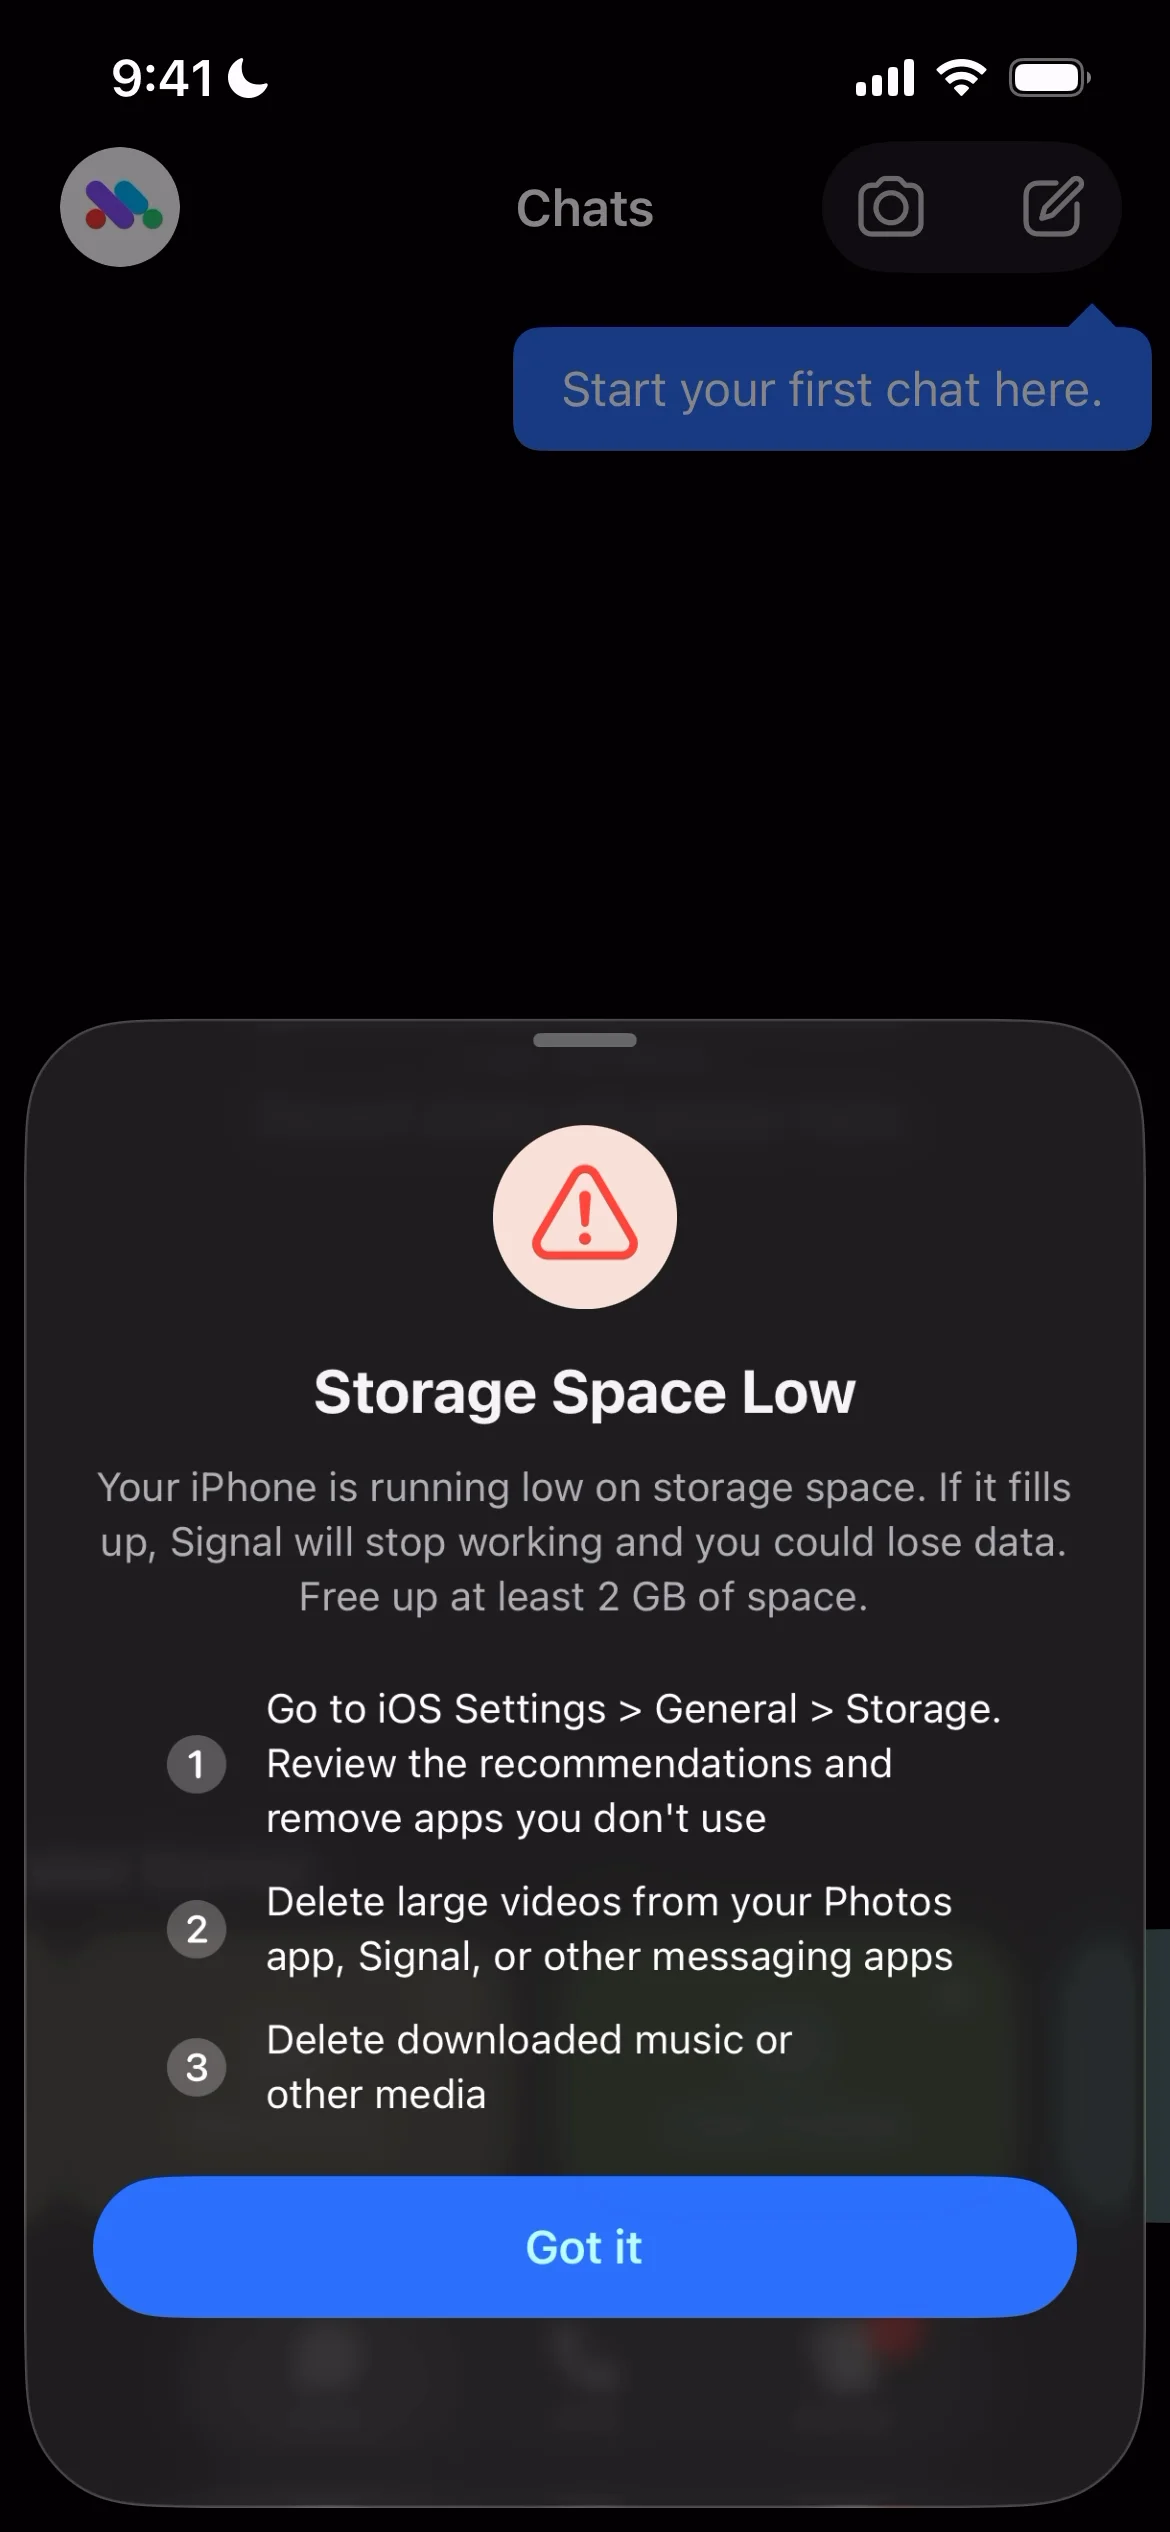 9:41
Chats
Start your first chat here.
Storage Space Low
Your iPhone is running low on storage space. If it fills
up, Signal will stop working and you could lose data.
Free up at least 2 GB of space.
1
Go to iOS Settings > General > Storage.
Review the recommendations and
remove apps you don't use
2
Delete large videos from your Photos
app, Signal, or other messaging apps
3
Delete downloaded music or
other media
Got it